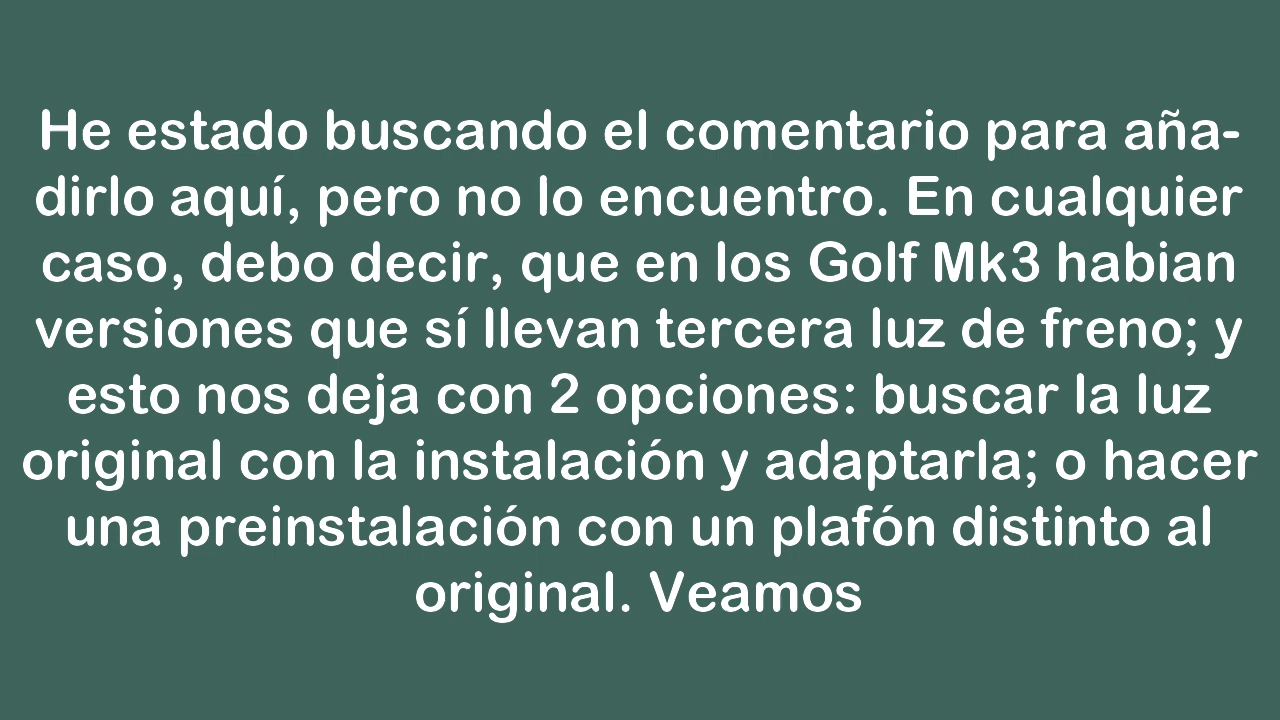 He estado buscando el comentario para aña-
dirlo aquí, pero no lo encuentro. En cualquier
caso, debo decir, que en los Golf Mk3 habian
versiones que sí llevan tercera luz de freno; y
esto nos deja con 2 opciones: buscar la luz
original con la instalación y adaptarla; o hacer
una preinstalación con un plafón distinto al
original. Veamos